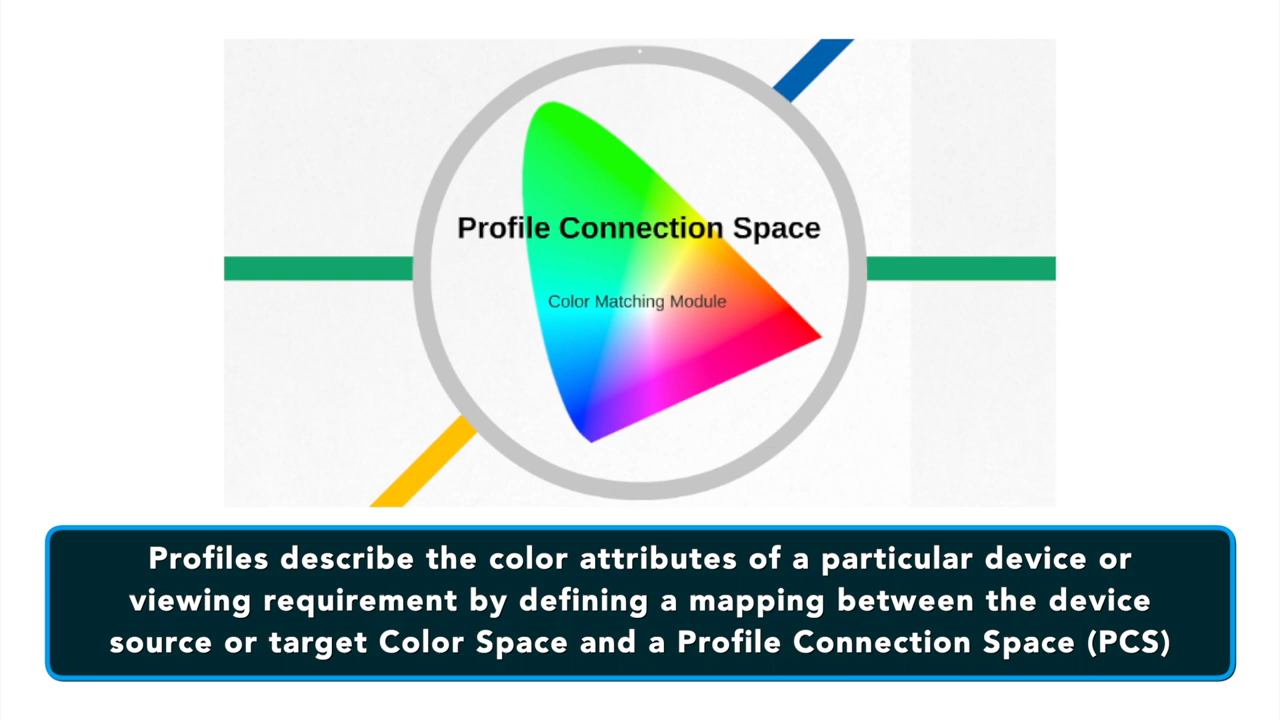 Profile Connection Space
Color Matching Module
Profiles describe the color attributes of a particular device or
viewing requirement by defining a mapping between the device
source or target Color Space and a Profile Connection Space (PCS)